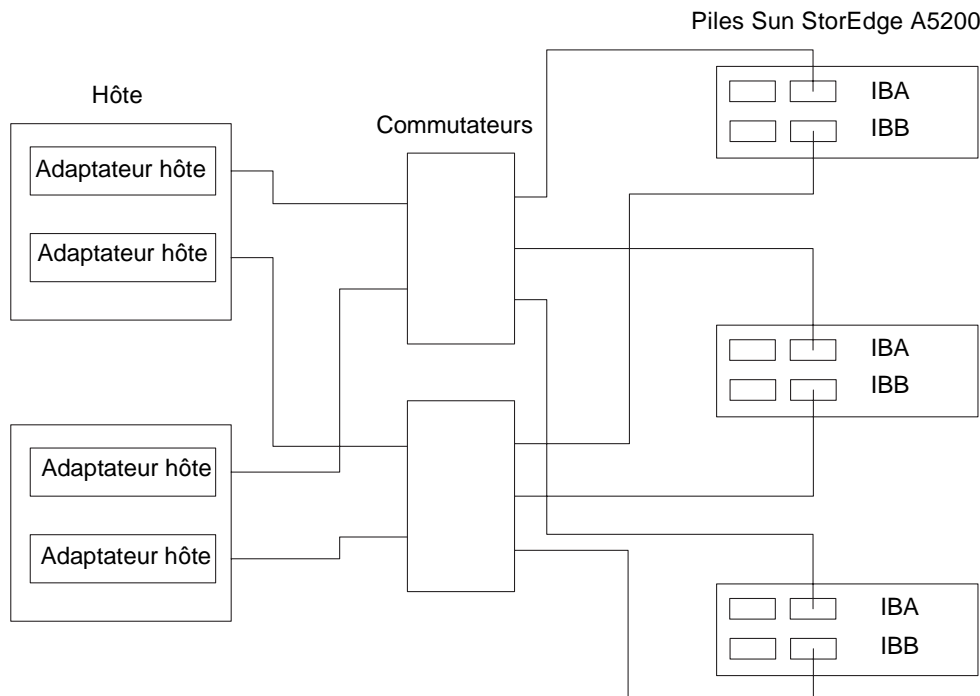 Piles Sun StorEdge A5200
Hôte
Commutateurs
Adaptateur hôte
Adaptateur hôte
Adaptateur hôte
Adaptateur hôte
IBA
IBB
IBA
IBB
IBA
IBB